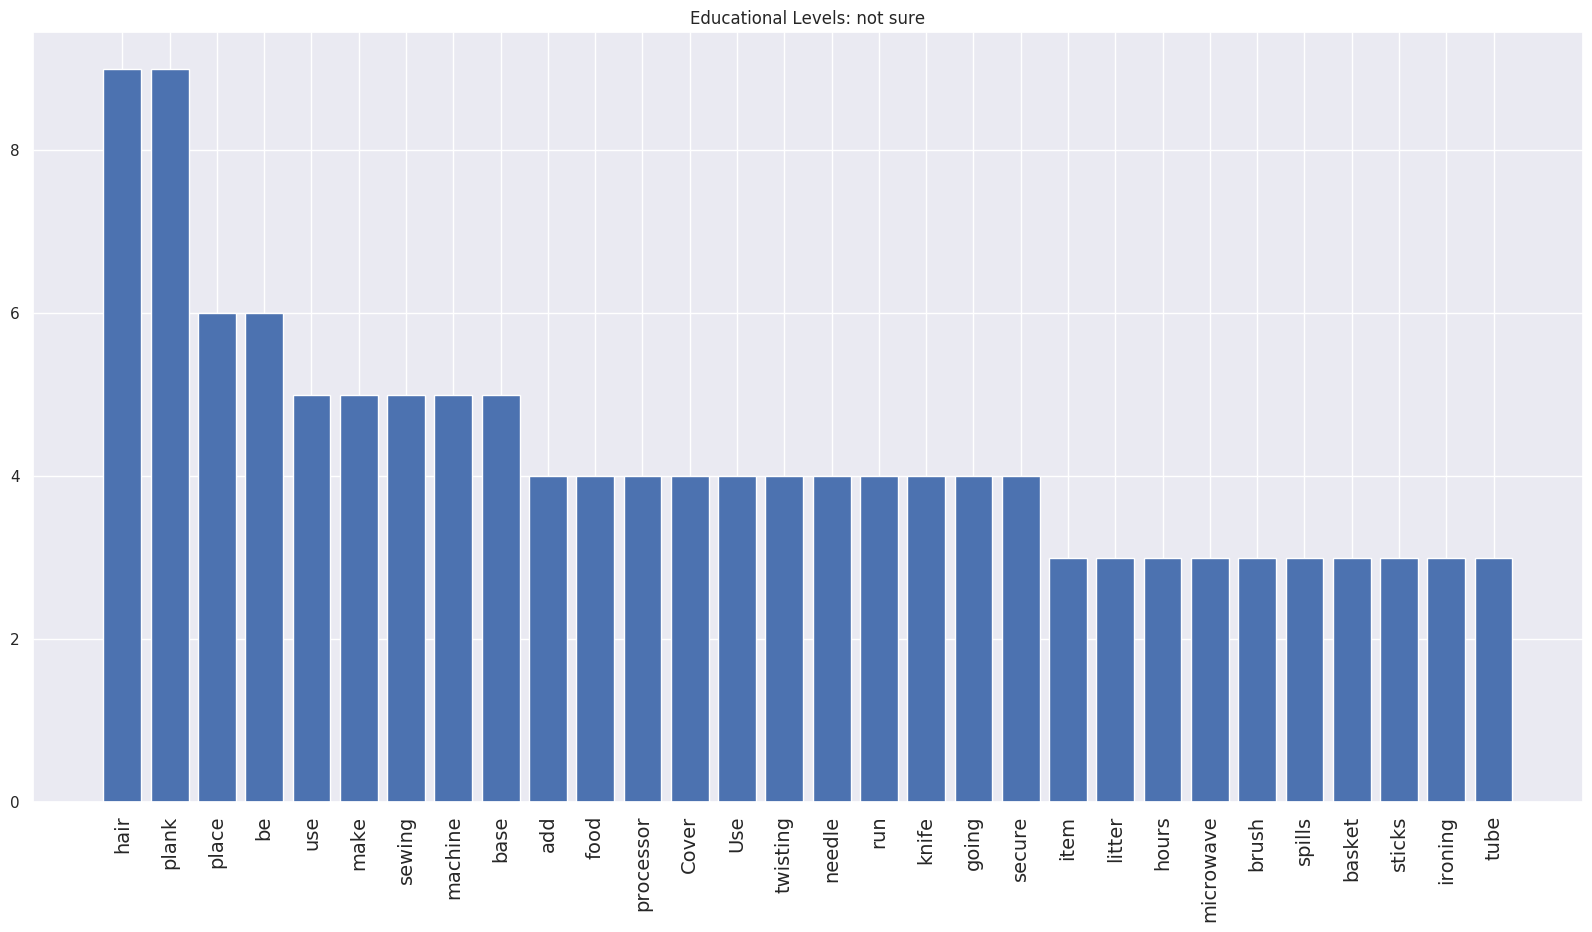 Educational Levels: not sure
8
6
4
2
0
hair
plank
place
be
use
make
sewing
machine
base
add
food
processor
Cover
Use
twisting
needle
run
knife
going
secure
item
litter
hours
microwave
brush
spills
basket
sticks
ironing
tube